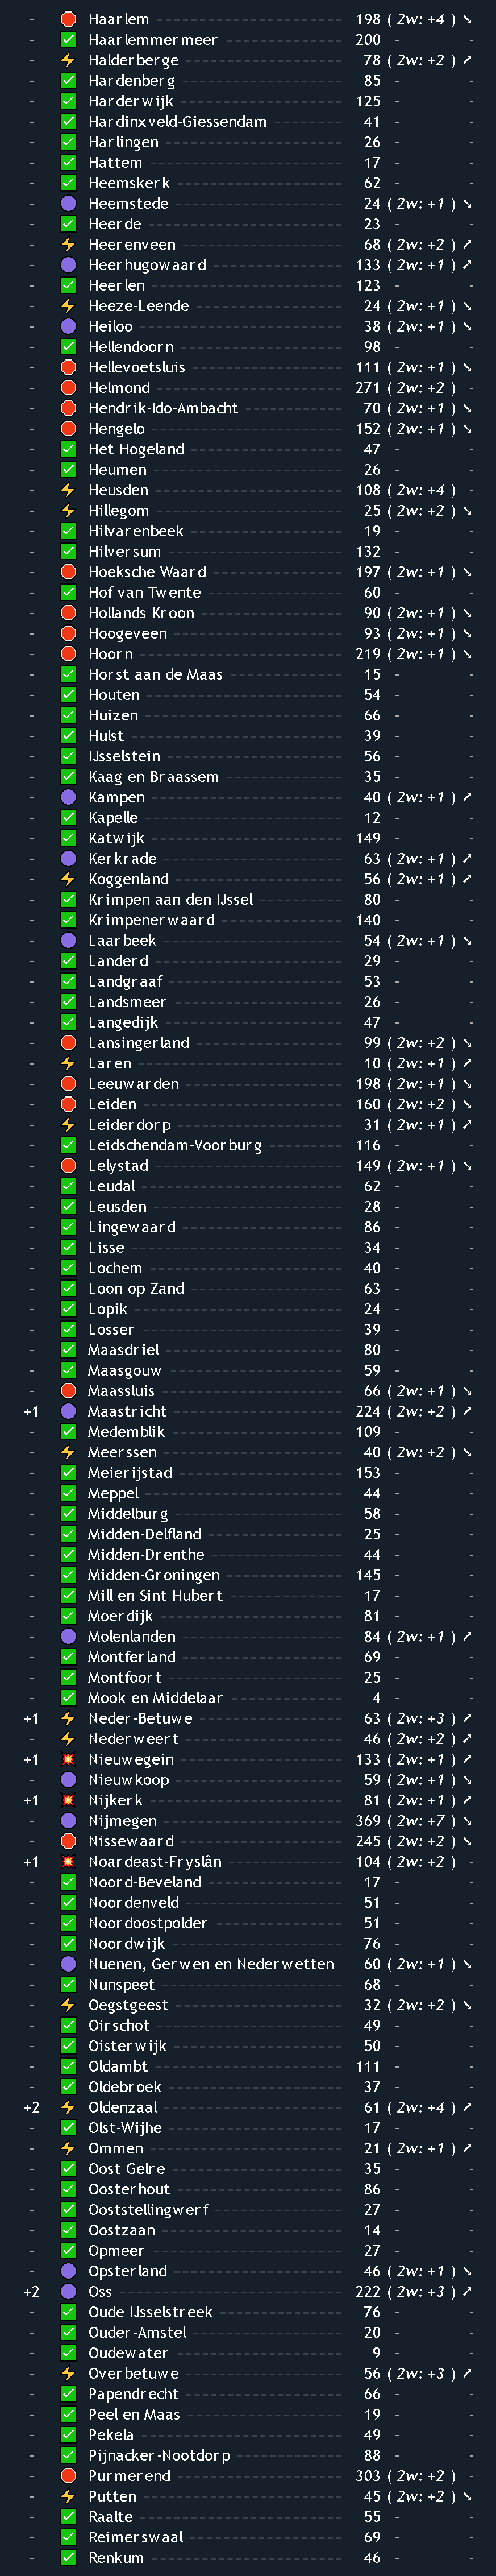 - 🛑 Haarlem 198 ( 2w: +4 ) ↘
- ✅ Haarlemmermeer 200 - -
- ⚡ Halderberge 78 ( 2w: +2 ) ↗
- ✅ Hardenberg 85 - -
- ✅ Harderwijk 125 - -
- ✅ Hardinxveld-Giessendam 41 - -
- ✅ Harlingen 26 - -
- ✅ Hattem 17 - -
- ✅ Heemskerk 62 - -
- 🟣 Heemstede 24 ( 2w: +1 ) ↘
- ✅ Heerde 23 - -
- ⚡ Heerenveen 68 ( 2w: +2 ) ↗
- 🟣 Heerhugowaard 133 ( 2w: +1 ) ↗
- ✅ Heerlen 123 - -
- ⚡ Heeze-Leende 24 ( 2w: +1 ) ↘
- 🟣 Heiloo 38 ( 2w: +1 ) ↘
- ✅ Hellendoorn 98 - -
- 🛑 Hellevoetsluis 111 ( 2w: +1 ) ↘
- 🛑 Helmond 271 ( 2w: +2 ) -
- 🛑 Hendrik-Ido-Ambacht 70 ( 2w: +1 ) ↘
- 🛑 Hengelo 152 ( 2w: +1 ) ↘
- ✅ Het Hogeland 47 - -
- ✅ Heumen 26 - -
- ⚡ Heusden 108 ( 2w: +4 ) -
- ⚡ Hillegom 25 ( 2w: +2 ) ↘
- ✅ Hilvarenbeek 19 - -
- ✅ Hilversum 132 - -
- 🛑 Hoeksche Waard 197 ( 2w: +1 ) ↘
- ✅ Hof van Twente 60 - -
- 🛑 Hollands Kroon 90 ( 2w: +1 ) ↘
- 🛑 Hoogeveen 93 ( 2w: +1 ) ↘
- 🛑 Hoorn 219 ( 2w: +1 ) ↘
- ✅ Horst aan de Maas 15 - -
- ✅ Houten 54 - -
- ✅ Huizen 66 - -
- ✅ Hulst 39 - -
- ✅ IJsselstein 56 - -
- ✅ Kaag en Braassem 35 - -
- 🟣 Kampen 40 ( 2w: +1 ) ↗
- ✅ Kapelle 12 - -
- ✅ Katwijk 149 - -
- 🟣 Kerkrade 63 ( 2w: +1 ) ↗
- ⚡ Koggenland 56 ( 2w: +1 ) ↗
- ✅ Krimpen aan den IJssel 80 - -
- ✅ Krimpenerwaard 140 - -
- 🟣 Laarbeek 54 ( 2w: +1 ) ↘
- ✅ Landerd 29 - -
- ✅ Landgraaf 53 - -
- ✅ Landsmeer 26 - -
- ✅ Langedijk 47 - -
- 🛑 Lansingerland 99 ( 2w: +2 ) ↘
- ⚡ Laren 10 ( 2w: +1 ) ↗
- 🛑 Leeuwarden 198 ( 2w: +1 ) ↘
- 🛑 Leiden 160 ( 2w: +2 ) ↘
- ⚡ Leiderdorp 31 ( 2w: +1 ) ↗
- ✅ Leidschendam-Voorburg 116 - -
- 🛑 Lelystad 149 ( 2w: +1 ) ↘
- ✅ Leudal 62 - -
- ✅ Leusden 28 - -
- ✅ Lingewaard 86 - -
- ✅ Lisse 34 - -
- ✅ Lochem 40 - -
- ✅ Loon op Zand 63 - -
- ✅ Lopik 24 - -
- ✅ Losser 39 - -
- ✅ Maasdriel 80 - -
- ✅ Maasgouw 59 - -
- 🛑 Maassluis 66 ( 2w: +1 ) ↘
+1 🟣 Maastricht 224 ( 2w: +2 ) ↗
- ✅ Medemblik 109 - -
- ⚡ Meerssen 40 ( 2w: +2 ) ↘
- ✅ Meierijstad 153 - -
- ✅ Meppel 44 - -
- ✅ Middelburg 58 - -
- ✅ Midden-Delfland 25 - -
- ✅ Midden-Drenthe 44 - -
- ✅ Midden-Groningen 145 - -
- ✅ Mill en Sint Hubert 17 - -
- ✅ Moerdijk 81 - -
- 🟣 Molenlanden 84 ( 2w: +1 ) ↗
- ✅ Montferland 69 - -
- ✅ Montfoort 25 - -
- ✅ Mook en Middelaar 4 - -
+1 ⚡ Neder-Betuwe 63 ( 2w: +3 ) ↗
- ⚡ Nederweert 46 ( 2w: +2 ) ↗
+1 💥 Nieuwegein 133 ( 2w: +1 ) ↗
- 🟣 Nieuwkoop 59 ( 2w: +1 ) ↘
+1 💥 Nijkerk 81 ( 2w: +1 ) ↗
- 🟣 Nijmegen 369 ( 2w: +7 ) ↘
- 🛑 Nissewaard 245 ( 2w: +2 ) ↘
+1 💥 Noardeast-Fryslân 104 ( 2w: +2 ) -
- ✅ Noord-Beveland 17 - -
- ✅ Noordenveld 51 - -
- ✅ Noordoostpolder 51 - -
- ✅ Noordwijk 76 - -
- 🟣 Nuenen, Gerwen en Nederwetten 60 ( 2w: +1 ) ↘
- ✅ Nunspeet 68 - -
- ⚡ Oegstgeest 32 ( 2w: +2 ) ↘
- ✅ Oirschot 49 - -
- ✅ Oisterwijk 50 - -
- ✅ Oldambt 111 - -
- ✅ Oldebroek 37 - -
+2 ⚡ Oldenzaal 61 ( 2w: +4 ) ↗
- ✅ Olst-Wijhe 17 - -
- ⚡ Ommen 21 ( 2w: +1 ) ↗
- ✅ Oost Gelre 35 - -
- ✅ Oosterhout 86 - -
- ✅ Ooststellingwerf 27 - -
- ✅ Oostzaan 14 - -
- ✅ Opmeer 27 - -
- 🟣 Opsterland 46 ( 2w: +1 ) ↘
+2 🟣 Oss 222 ( 2w: +3 ) ↗
- ✅ Oude IJsselstreek 76 - -
- ✅ Ouder-Amstel 20 - -
- ✅ Oudewater 9 - -
- ⚡ Overbetuwe 56 ( 2w: +3 ) ↗
- ✅ Papendrecht 66 - -
- ✅ Peel en Maas 19 - -
- ✅ Pekela 49 - -
- ✅ Pijnacker-Nootdorp 88 - -
- 🛑 Purmerend 303 ( 2w: +2 ) -
- ⚡ Putten 45 ( 2w: +2 ) ↘
- ✅ Raalte 55 - -
- ✅ Reimerswaal 69 - -
- ✅ Renkum 46 - -